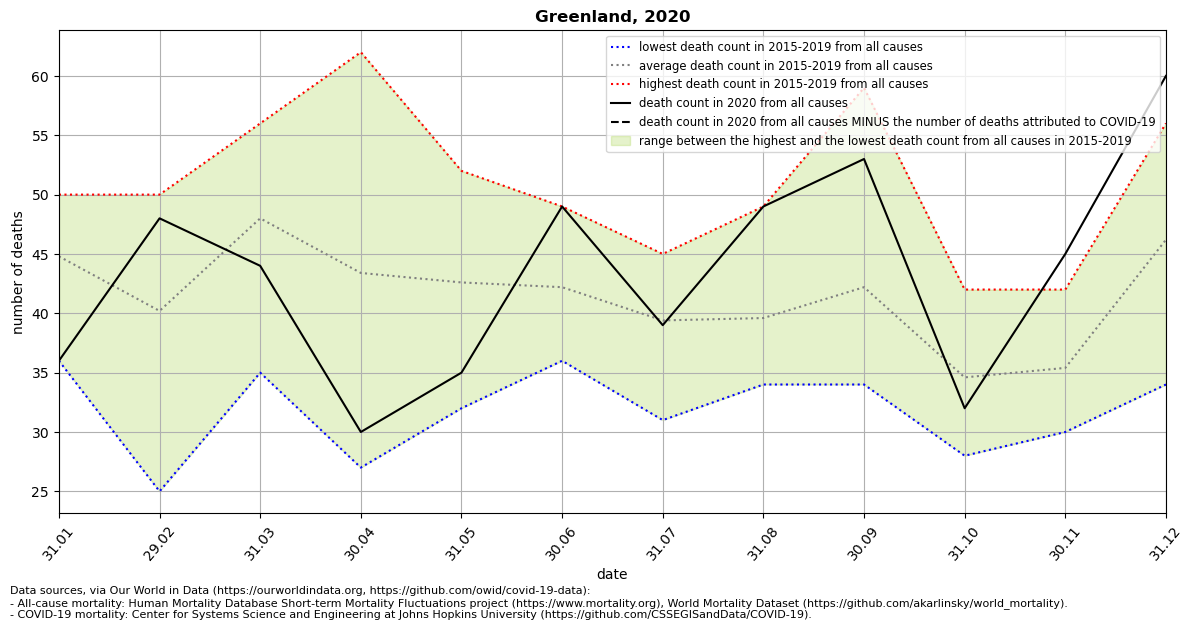 Greenland, 2020
lowest death count in 2015-2019 from all causes
average death count in 2015-2019 from all causes
highest death count in 2015-2019 from all causes
death count in 2020 from all causes
death count in 2020 from all causes MINUS the number of deaths attributed to COVID-19
range between the highest and the lowest death count from all causes in 2015-2019
number of deaths
60
55
50
45
40
35
30
25
31.01 29.02 31.03 30.04 31.05 30.06 31.07 31.08 30.09 31.10 30.11 31.12
date
Data sources, via Our World in Data (https://ourworldindata.org, https://github.com/owid/covid-19-data):
- All-cause mortality: Human Mortality Database Short-term Mortality Fluctuations project (https://www.mortality.org), World Mortality Dataset (https://github.com/akarlinsky/world_mortality).
- COVID-19 mortality: Center for Systems Science and Engineering at Johns Hopkins University (https://github.com/CSSEGISandData/COVID-19).